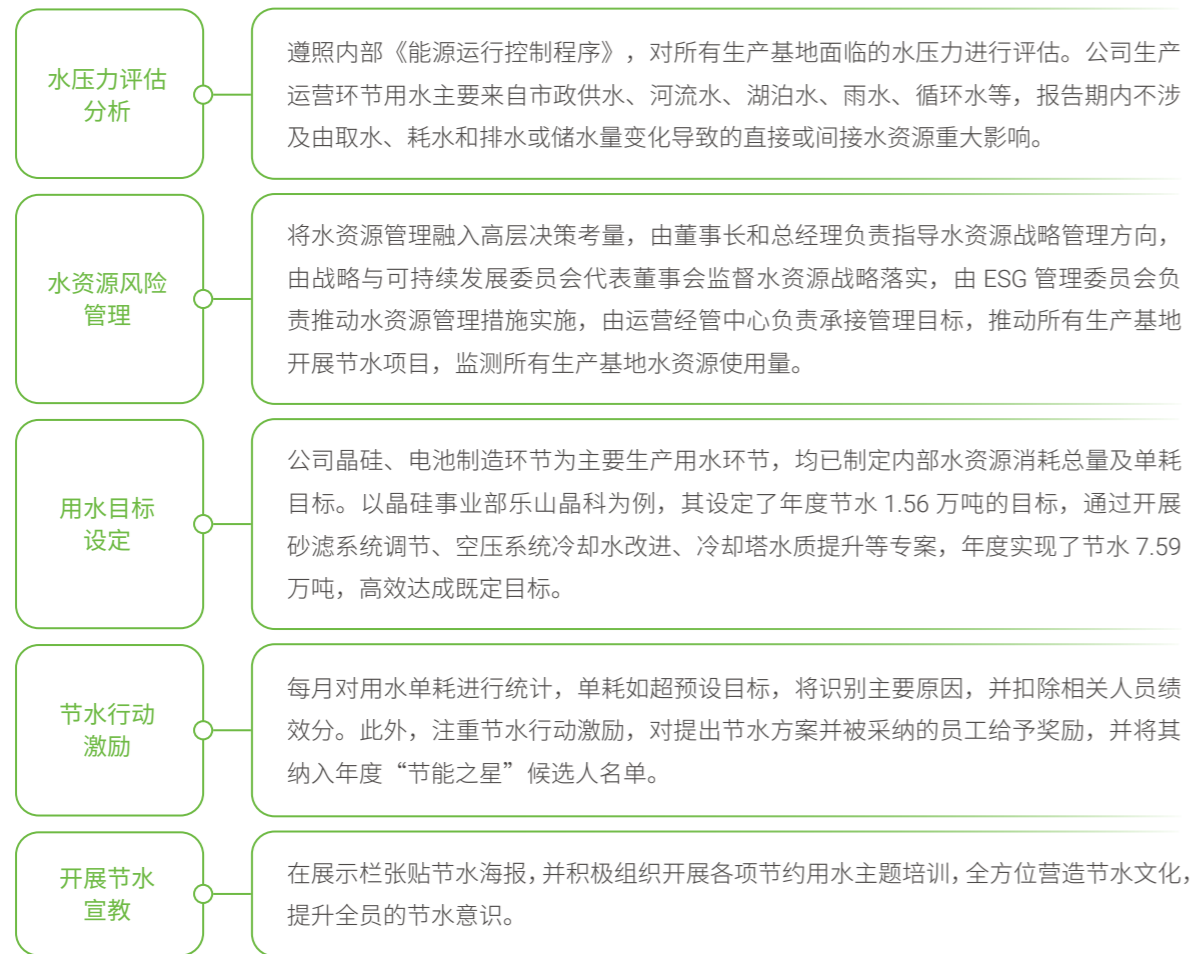 水压力评估
分析
遵照内部《能源运行控制程序》，对所有生产基地面临的水压力进行评估。公司生产
运营环节用水主要来自市政供水、河流水、湖泊水、雨水、循环水等，报告期内不涉
及由取水、耗水和排水或储水量变化导致的直接或间接水资源重大影响。
水资源风险
管理
将水资源管理融入高层决策考量，由董事长和总经理负责指导水资源战略管理方向，
由战略与可持续发展委员会代表董事会监督水资源战略落实，由 ESG 管理委员会负
责推动水资源管理措施实施，由运营经管中心负责承接管理目标，推动所有生产基地
开展节水项目，监测所有生产基地水资源使用量。
用水目标
设定
公司晶硅、电池制造环节为主要生产用水环节，均已制定内部水资源消耗总量及单耗
目标。以晶硅事业部乐山晶科为例，其设定了年度节水 1.56 万吨的目标，通过开展
砂滤系统调节、空压系统冷却水改进、冷却塔水质提升等专案，年度实现了节水 7.59
万吨，高效达成既定目标。
节水行动
激励
每月对用水单耗进行统计，单耗如超预设目标，将识别主要原因，并扣除相关人员绩
效分。此外，注重节水行动激励，对提出节水方案并被采纳的员工给予奖励，并将其
纳入年度“节能之星”候选人名单。
开展节水
宣教
在展示栏张贴节水海报，并积极组织开展各项节约用水主题培训，全方位营造节水文化，
提升全员的节水意识。